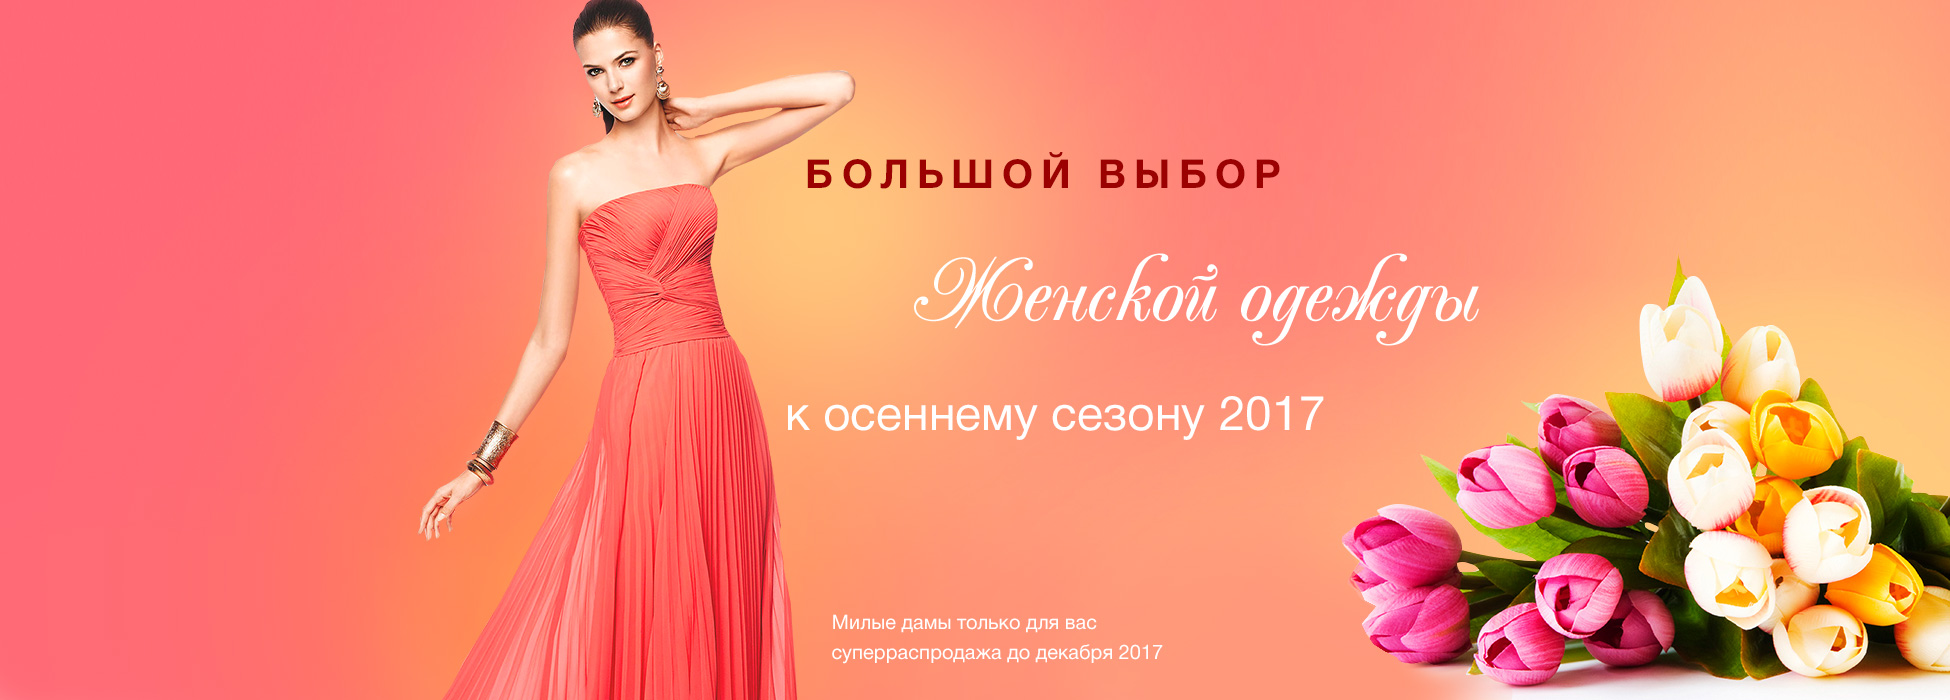 БОЛЬШОЙ ВЫБОР
Женской одежды
к осеннему сезону 2017
Милые дамы только для вас
суперраспродажа до декабря 2017